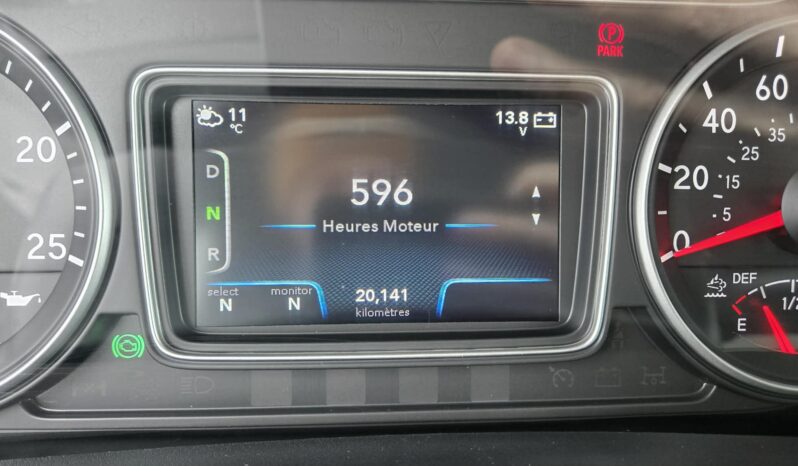 PARK
11
°C
13.8
V
D
N
R
596
Heures Moteur
select
N
monitor
N
20,141
kilomètres
20
25
0
20
40
60
5
15
25
35
DEF
E
1/2